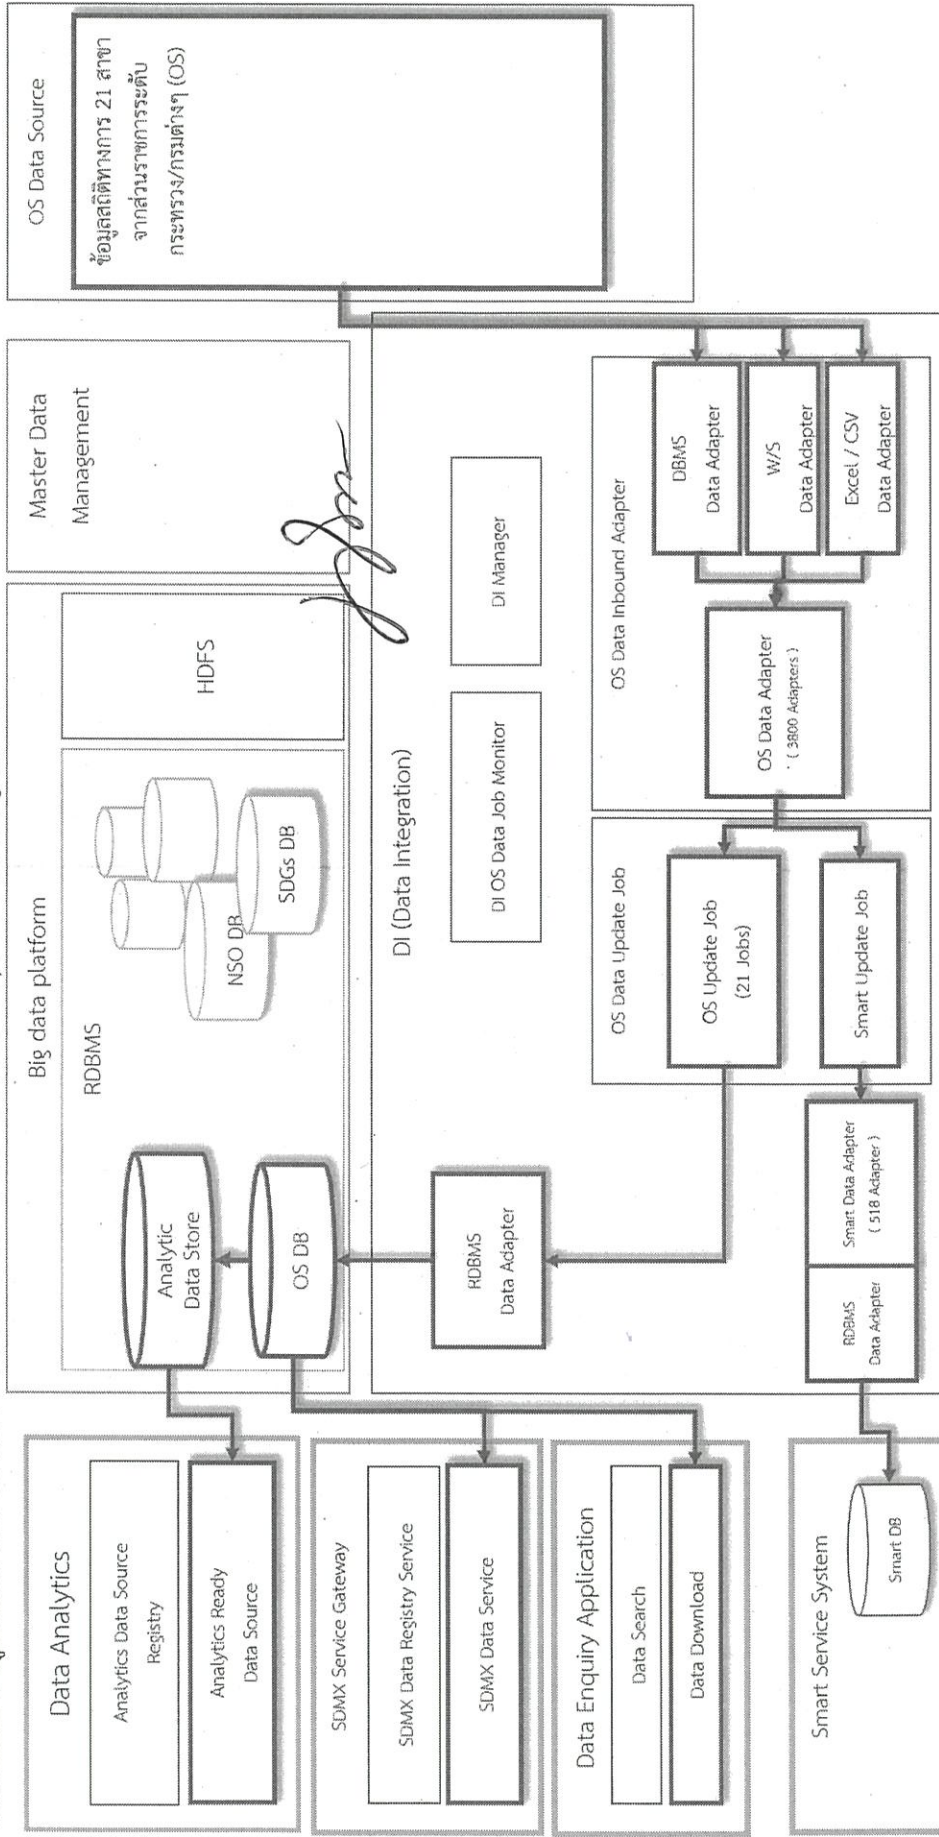 Data Analytics
Analytics Data Source
Registry
Analytics Ready
Data Source
SDMX Service Gateway
SDMX Data Registry Service
SDMX Data Service
Data Enquiry Application
Data Search
Data Download
Smart Service System
Smart DB
Big data platform
RDBMS
Analytic
Data Store
OS DB
NSO DB
SDGs DB
HDFS
Master Data
Management
OS Data Source
ข้อมูลสถิติทางการ 21 สาขา
จากส่วนราชการระดับ
กระทรวง/กรมต่างๆ (OS)
DI (Data Integration)
RDBMS
Data Adapter
DI OS Data Job Monitor
DI Manager
OS Data Update Job
OS Update Job
(21 Jobs)
Smart Update Job
RDBMS
Data Adapter
Smart Data Adapter
( 518 Adapter )
OS Data Inbound Adapter
OS Data Adapter
( 3800 Adapters )
DBMS
Data Adapter
W/S
Data Adapter
Excel / CSV
Data Adapter